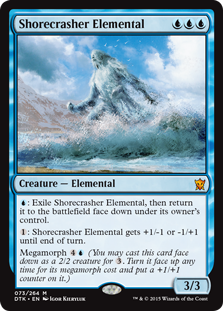 Shorecrasher Elemental
Creature — Elemental
: Exile Shorecrasher Elemental, then return
it to the battlefield face down under its owner's
control.
1: Shorecrasher Elemental gets +1/-1 or -1/+1
until end of turn.
Megamorph 4 (You may cast this card face
down as a 2/2 creature for 3. Turn it face up any
time for its megamorph cost and put a +1/+1
counter on it.)
3/3
073/264 M
DTK • EN Igor Kieryluk
™ & © 2015 Wizards of the Coast